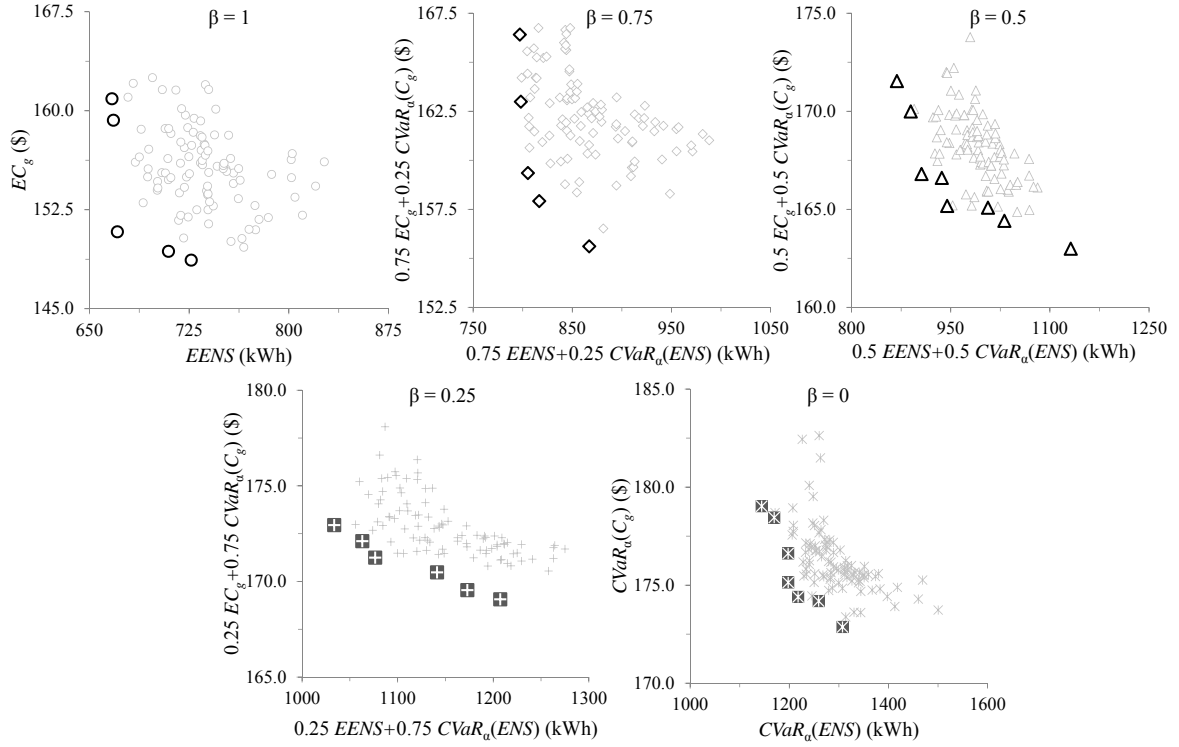 β = 1
167.5
160.0
152.5
145.0
EC_g ($)
650 725 800 875
EENS (kWh)
β = 0.75
167.5
162.5
157.5
152.5
0.75 EC_g+0.25 CVaR_α(C_g) ($)
750 850 950 1050
0.75 EENS+0.25 CVaR_α(ENS) (kWh)
β = 0.5
175.0
170.0
165.0
160.0
0.5 EC_g+0.5 CVaR_α(C_g) ($)
800 950 1100 1250
0.5 EENS+0.5 CVaR_α(ENS) (kWh)
β = 0.25
180.0
175.0
170.0
165.0
0.25 EC_g+0.75 CVaR_α(C_g) ($)
1000 1100 1200 1300
0.25 EENS+0.75 CVaR_α(ENS) (kWh)
β = 0
185.0
180.0
175.0
170.0
CVaR_α(C_g) ($)
1000 1200 1400 1600
CVaR_α(ENS) (kWh)